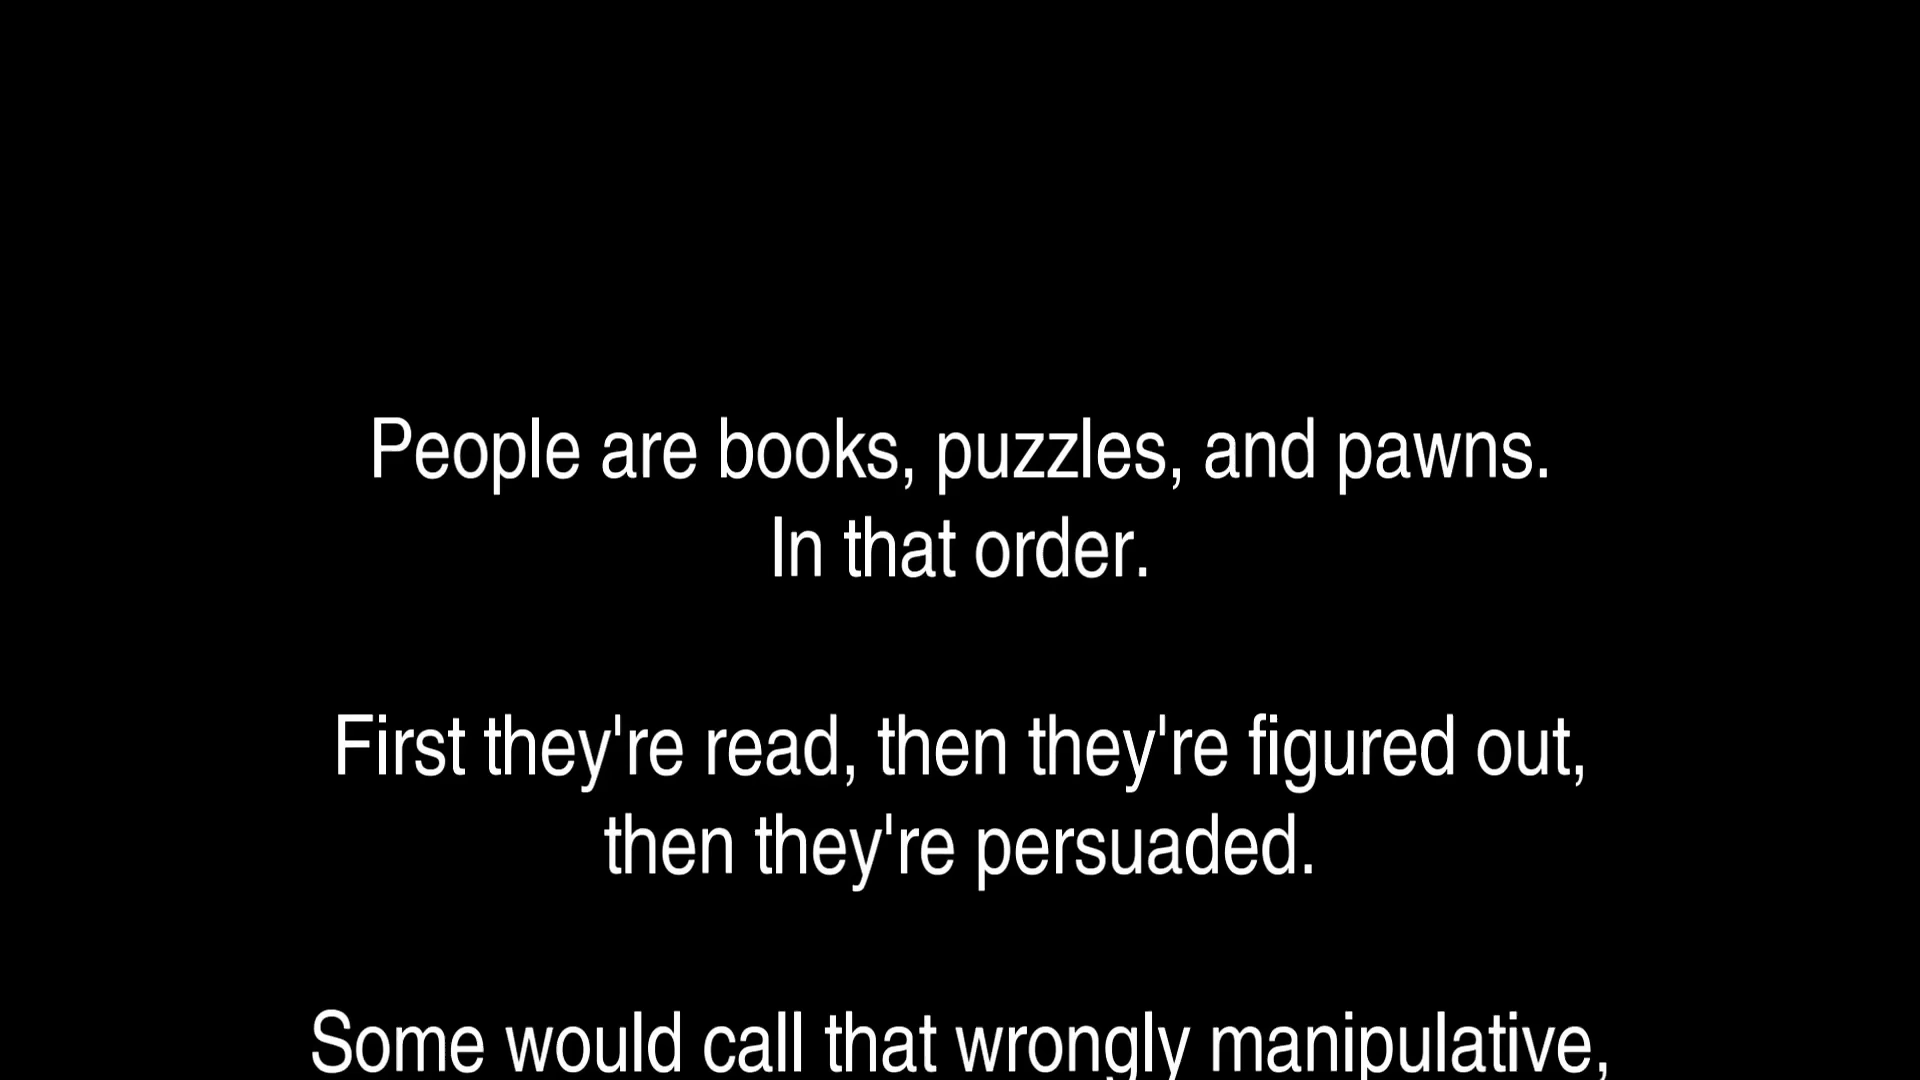 People are books, puzzles, and pawns.
In that order.
First they're read, then they're figured out,
then they're persuaded.
Some would call that wrongly manipulative,